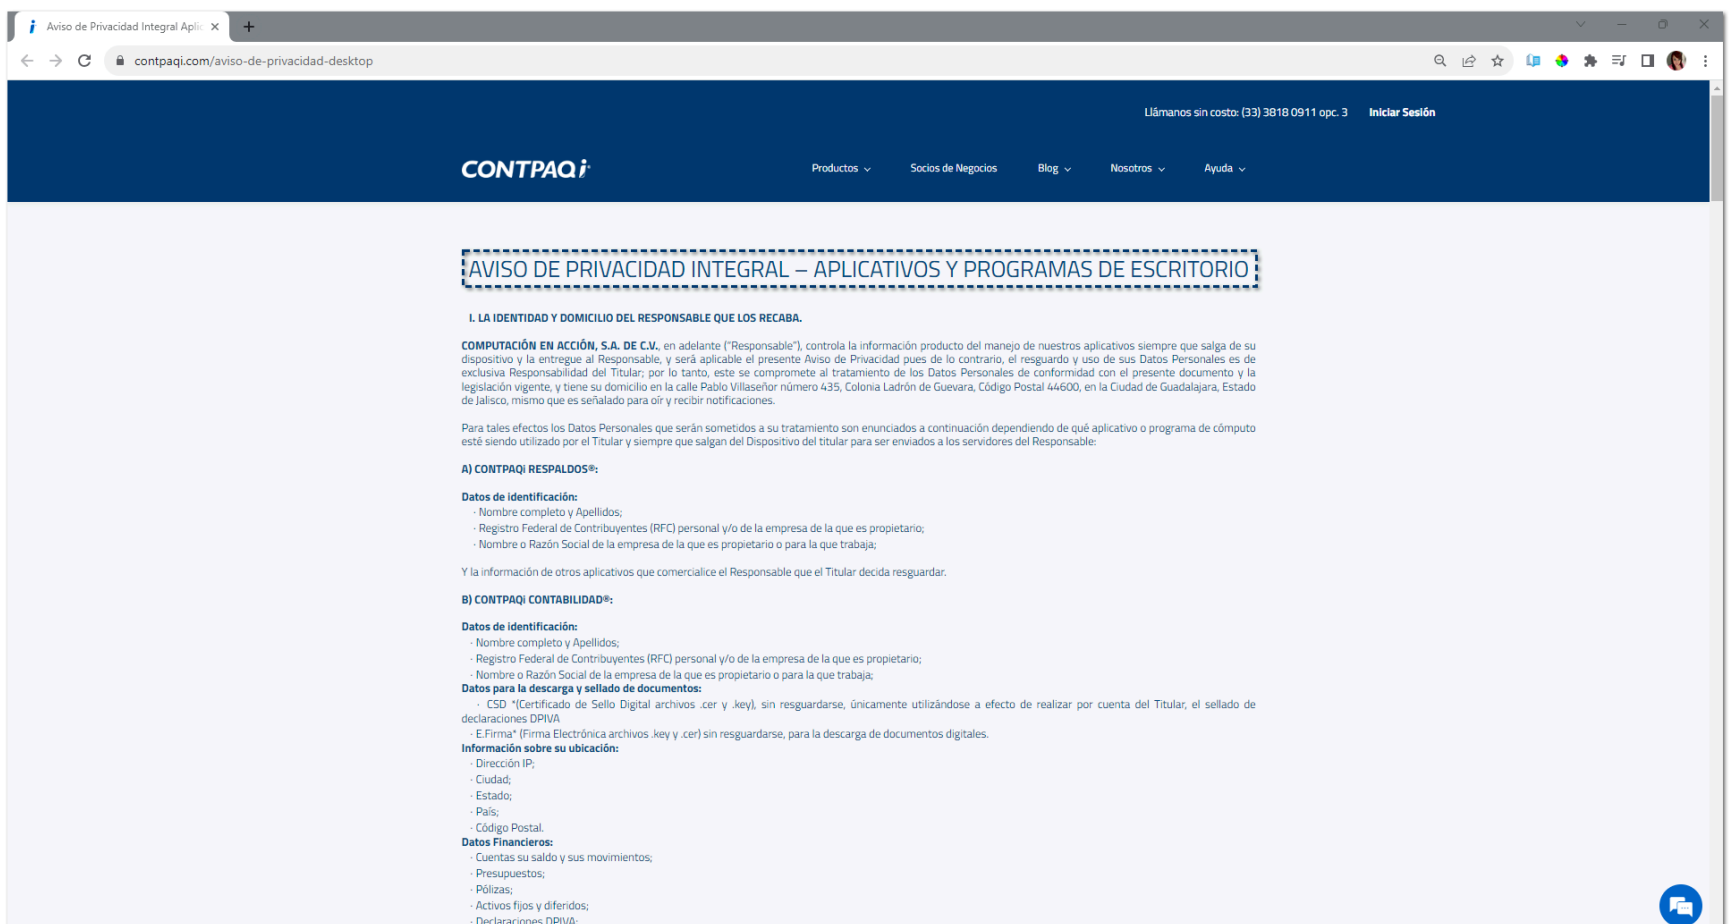 Aviso de Privacidad Integral Aplic
contpaqi.com/aviso-de-privacidad-desktop
Llámanos sin costo: (33) 3818 0911 opc. 3 Iniciar Sesión
CONTPAQi Productos Socios de Negocios Blog Nosotros Ayuda
AVISO DE PRIVACIDAD INTEGRAL – APLICATIVOS Y PROGRAMAS DE ESCRITORIO
I. LA IDENTIDAD Y DOMICILIO DEL RESPONSABLE QUE LOS RECABA.
COMPUTACIÓN EN ACCIÓN, S.A. DE C.V., en adelante ("Responsable"), controla la información producto del manejo de nuestros aplicativos siempre que salga de su
dispositivo y la entregue al Responsable, y será aplicable el presente Aviso de Privacidad pues de lo contrario, el resguardo y uso de sus Datos Personales es de
exclusiva Responsabilidad del Titular; por lo tanto, este se compromete al tratamiento de los Datos Personales de conformidad con el presente documento y la
legislación vigente, y tiene su domicilio en la calle Pablo Villaseñor número 435, Colonia Ladrón de Guevara, Código Postal 44600, en la Ciudad de Guadalajara, Estado
de Jalisco, mismo que es señalado para oír y recibir notificaciones.
Para tales efectos los Datos Personales que serán sometidos a su tratamiento son enunciados a continuación dependiendo de qué aplicativo o programa de cómputo
esté siendo utilizado por el Titular y siempre que salgan del Dispositivo del titular para ser enviados a los servidores del Responsable:
A) CONTPAQi RESPALDOS®:
Datos de identificación:
· Nombre completo y Apellidos;
· Registro Federal de Contribuyentes (RFC) personal y/o de la empresa de la que es propietario;
· Nombre o Razón Social de la empresa de la que es propietario o para la que trabaja;
Y la información de otros aplicativos que comercialice el Responsable que el Titular decida resguardar.
B) CONTPAQi CONTABILIDAD®:
Datos de identificación:
· Nombre completo y Apellidos;
· Registro Federal de Contribuyentes (RFC) personal y/o de la empresa de la que es propietario;
· Nombre o Razón Social de la empresa de la que es propietario o para la que trabaja;
Datos para la descarga y sellado de documentos:
· CSD *(Certificado de Sello Digital archivos .cer y .key), sin resguardarse, únicamente utilizándose a efecto de realizar por cuenta del Titular, el sellado de
declaraciones DPIVA
· E.Firma* (Firma Electrónica archivos .key y .cer) sin resguardarse, para la descarga de documentos digitales.
Información sobre su ubicación:
· Dirección IP;
· Ciudad;
· Estado;
· País;
· Código Postal.
Datos Financieros:
· Cuentas su saldo y sus movimientos;
· Presupuestos;
· Pólizas;
· Activos fijos y diferidos;
· Declaraciones DPIVA;